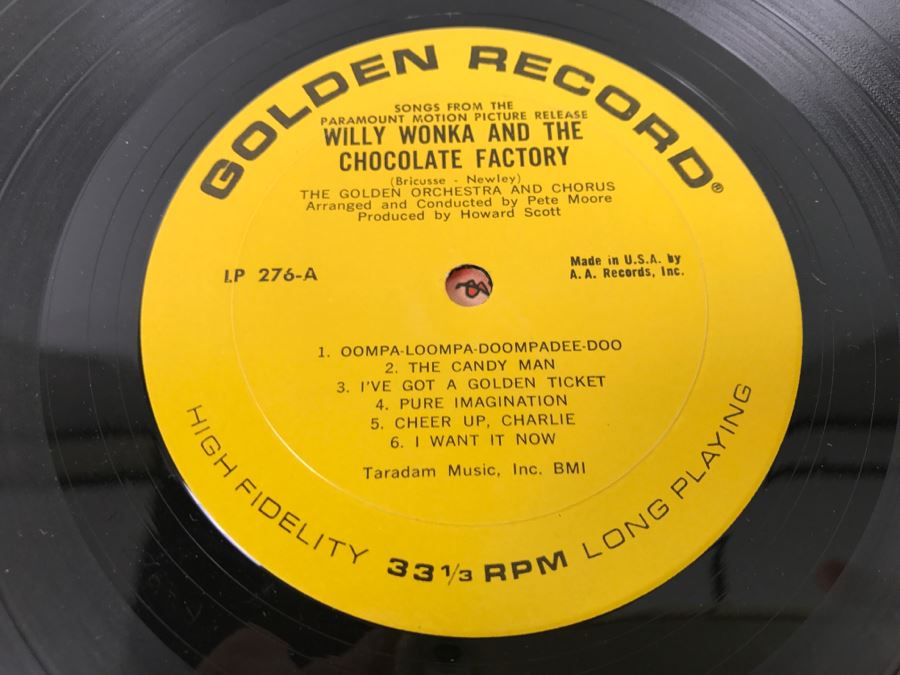 GOLDEN RECORD®
SONGS FROM THE
PARAMOUNT MOTION PICTURE RELEASE
WILLY WONKA AND THE
CHOCOLATE FACTORY
(Bricusse - Newley)
THE GOLDEN ORCHESTRA AND CHORUS
Arranged and Conducted by Pete Moore
Produced by Howard Scott
LP 276-A
Made in U.S.A. by
A.A. Records, Inc.
1. OOMPA-LOOMPA-DOOMPADEE-DOO
2. THE CANDY MAN
3. I'VE GOT A GOLDEN TICKET
4. PURE IMAGINATION
5. CHEER UP, CHARLIE
6. I WANT IT NOW
Taradam Music, Inc. BMI
HIGH FIDELITY 33 1/3 RPM LONG PLAYING